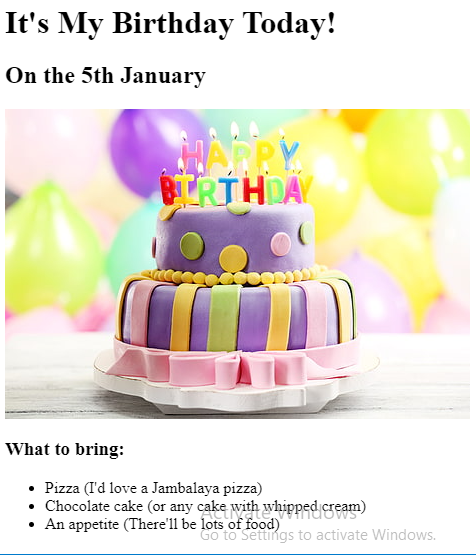 It's My Birthday Today!
On the 5th January
HAPPY
BIRTHDAY
What to bring:
• Pizza (I'd love a Jambalaya pizza)
• Chocolate cake (or any cake with whipped cream)
• An appetite (There'll be lots of food)
Activate Windows
Go to Settings to activate Windows.